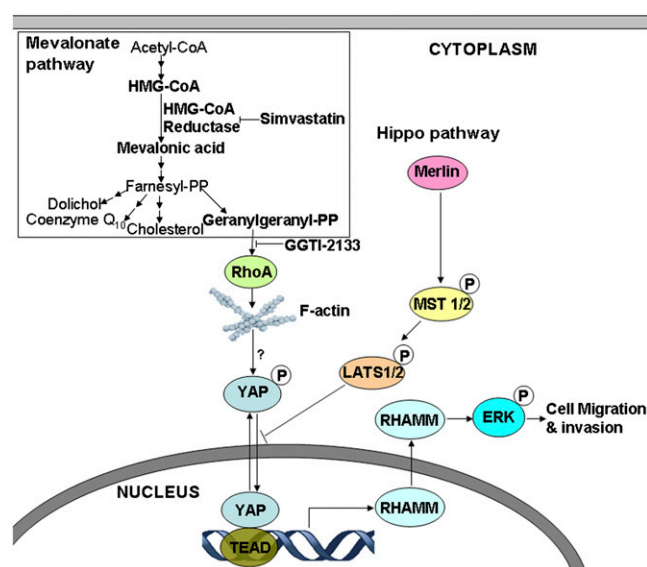 Mevalonate
pathway
Acetyl-CoA
CYTOPLASM
HMG-CoA
HMG-CoA
Reductase
Simvastatin
Mevalonic acid
Hippo pathway
Merlin
Farnesyl-PP
Dolichol
Coenzyme Q10
Cholesterol
Geranylgeranyl-PP
GGTI-2133
RhoA
P
MST 1/2
F-actin
?
P
LATS1/2
P
YAP
P
RHAMM
ERK
Cell Migration
& invasion
NUCLEUS
YAP
RHAMM
TEAD